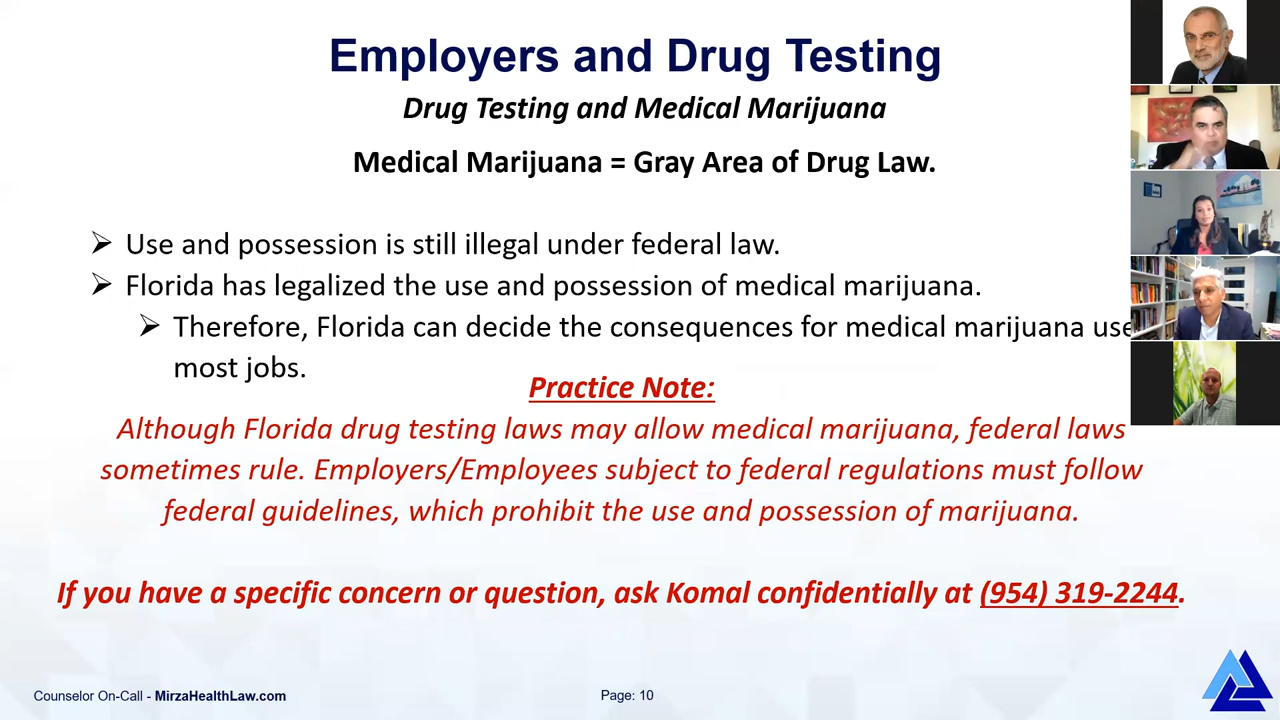 Employers and Drug Testing
Drug Testing and Medical Marijuana
Medical Marijuana = Gray Area of Drug Law.
Use and possession is still illegal under federal law.
Florida has legalized the use and possession of medical marijuana.
Therefore, Florida can decide the consequences for medical marijuana use
most jobs.
Practice Note:
Although Florida drug testing laws may allow medical marijuana, federal laws
sometimes rule. Employers/Employees subject to federal regulations must follow
federal guidelines, which prohibit the use and possession of marijuana.
If you have a specific concern or question, ask Komal confidentially at (954) 319-2244.
Counselor On-Call - MirzaHealthLaw.com
Page: 10